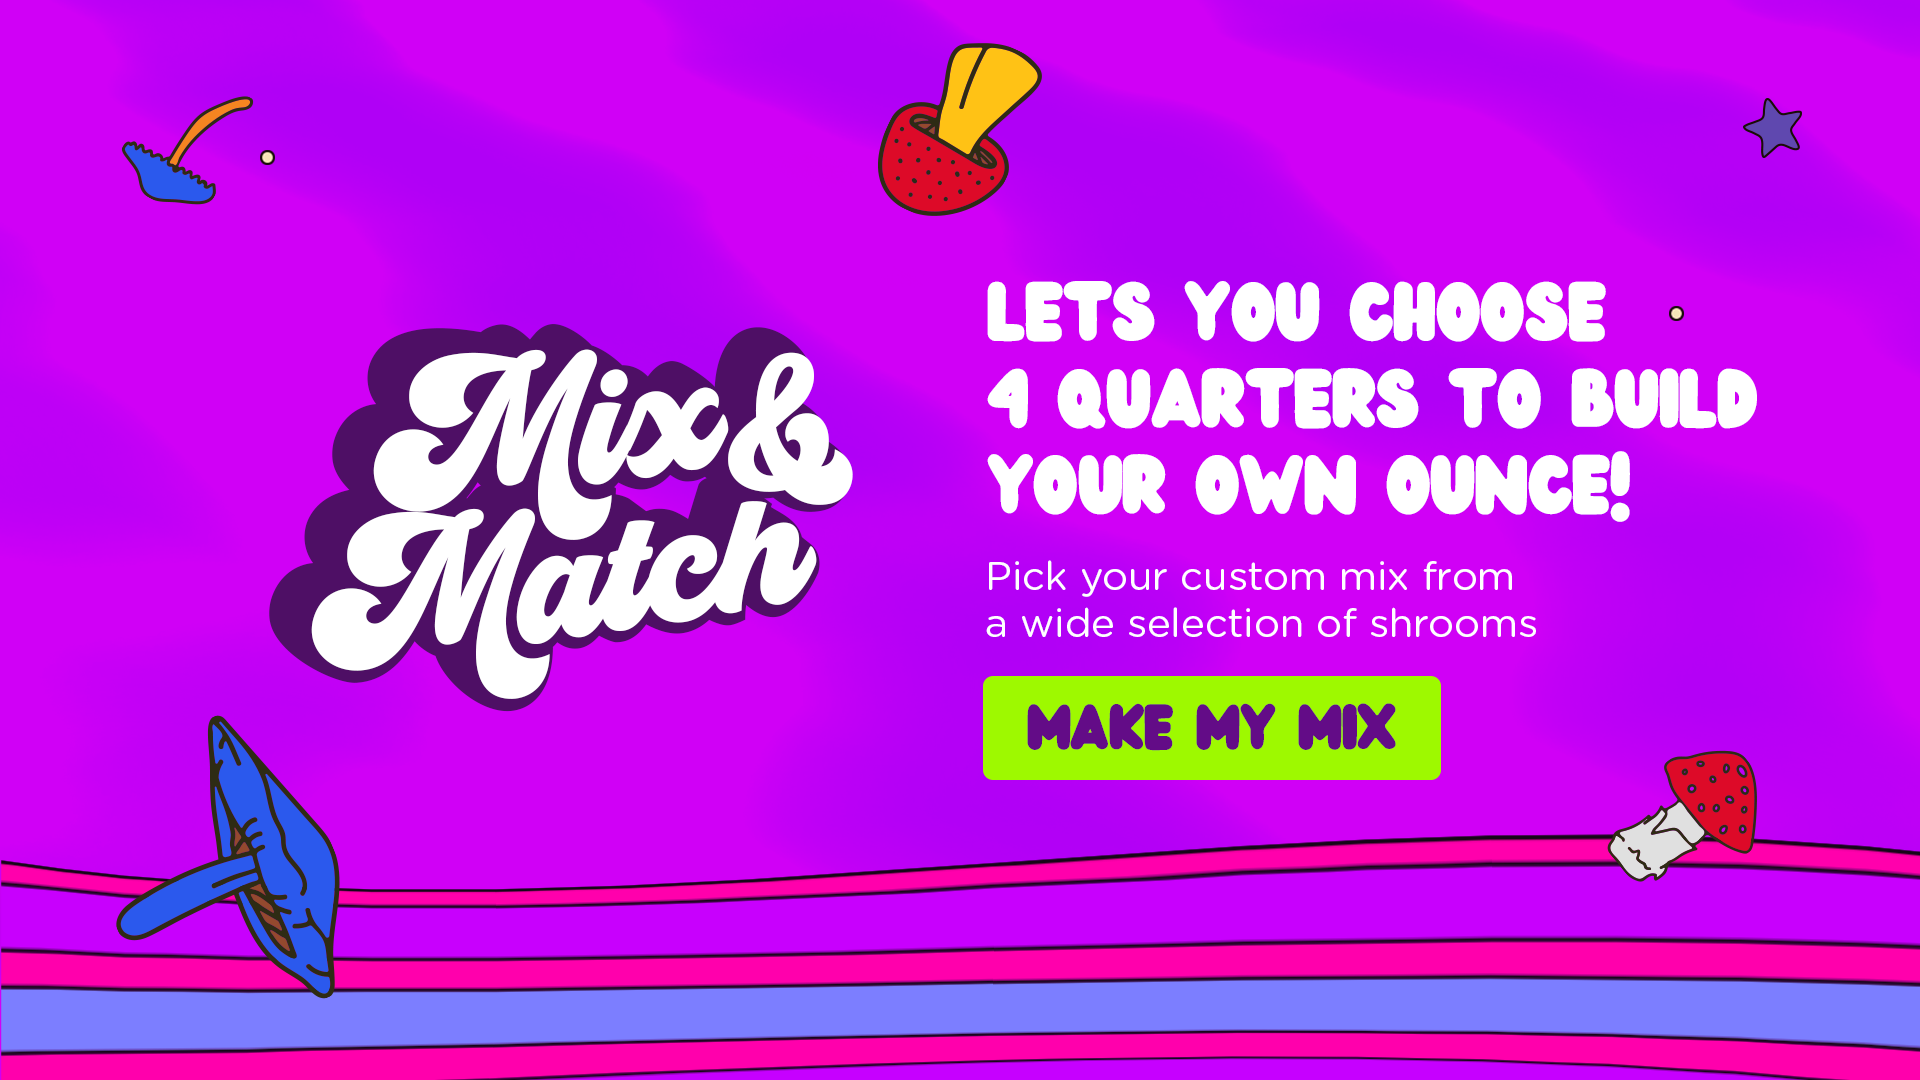 Mix &
Match
LETS YOU CHOOSE
4 QUARTERS TO BUILD
YOUR OWN OUNCE!
Pick your custom mix from
a wide selection of shrooms
MAKE MY MIX